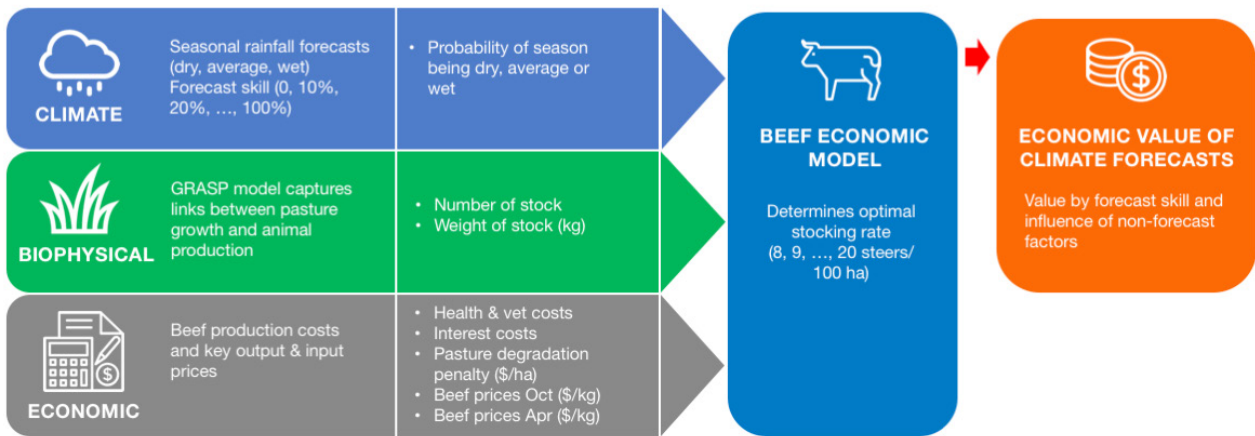 CLIMATE
Seasonal rainfall forecasts
(dry, average, wet)
Forecast skill (0, 10%,
20%, …, 100%)
• Probability of season
being dry, average or
wet
BIOPHYSICAL
GRASP model captures
links between pasture
growth and animal
production
• Number of stock
• Weight of stock (kg)
ECONOMIC
Beef production costs
and key output & input
prices
• Health & vet costs
• Interest costs
• Pasture degradation
penalty ($/ha)
• Beef prices Oct ($/kg)
• Beef prices Apr ($/kg)
BEEF ECONOMIC
MODEL
Determines optimal
stocking rate
(8, 9, …, 20 steers/
100 ha)
$
ECONOMIC VALUE OF
CLIMATE FORECASTS
Value by forecast skill and
influence of non-forecast
factors